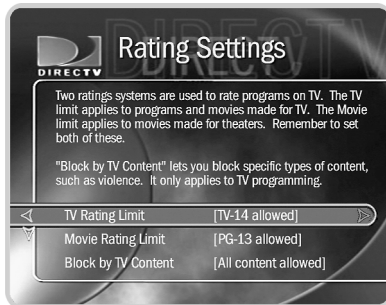 DIRECTV
Rating Settings
Two ratings systems are used to rate programs on TV. The TV
limit applies to programs and movies made for TV. The Movie
limit applies to movies made for theaters. Remember to set
both of these.
"Block by TV Content" lets you block specific types of content,
such as violence. It only applies to TV programming.
TV Rating Limit [TV-14 allowed]
Movie Rating Limit [PG-13 allowed]
Block by TV Content [All content allowed]